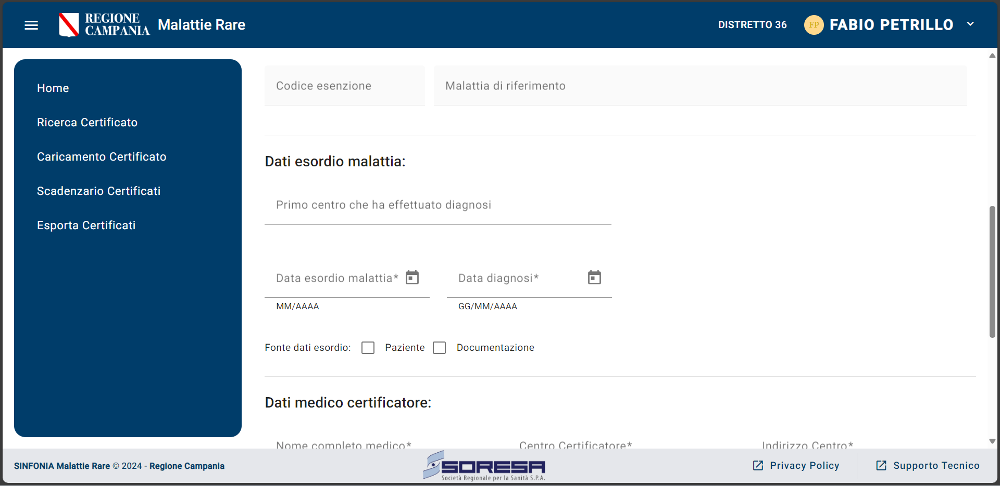 REGIONE CAMPANIA Malattie Rare DISTRETTO 36 FP FABIO PETRILLO
Home
Ricerca Certificato
Caricamento Certificato
Scadenzario Certificati
Esporta Certificati
Codice esenzione Malattia di riferimento
Dati esordio malattia:
Primo centro che ha effettuato diagnosi
Data esordio malattia* Data diagnosi*
MM/AAAA GG/MM/AAAA
Fonte dati esordio: Paziente Documentazione
Dati medico certificatore:
Nome completo medico* Centro Certificatore* Indirizzo Centro*
SINFONIA Malattie Rare © 2024 - Regione Campania
SORESA
Società Regionale per la Sanità S.P.A.
Privacy Policy Supporto Tecnico